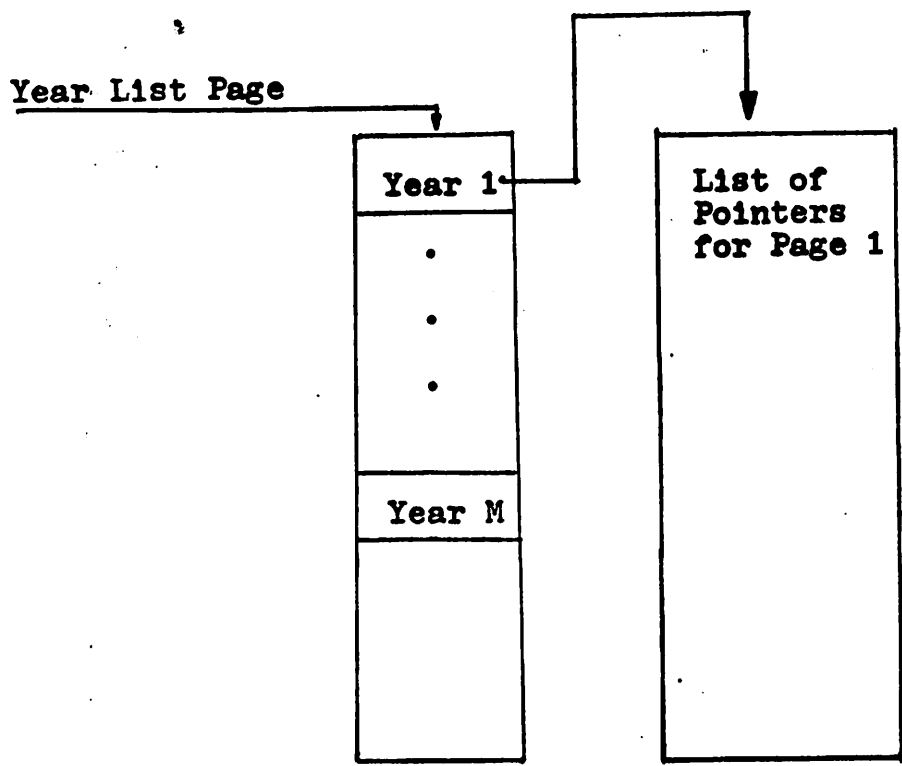 Year List Page
Year 1
List of
Pointers
for Page 1
Year M